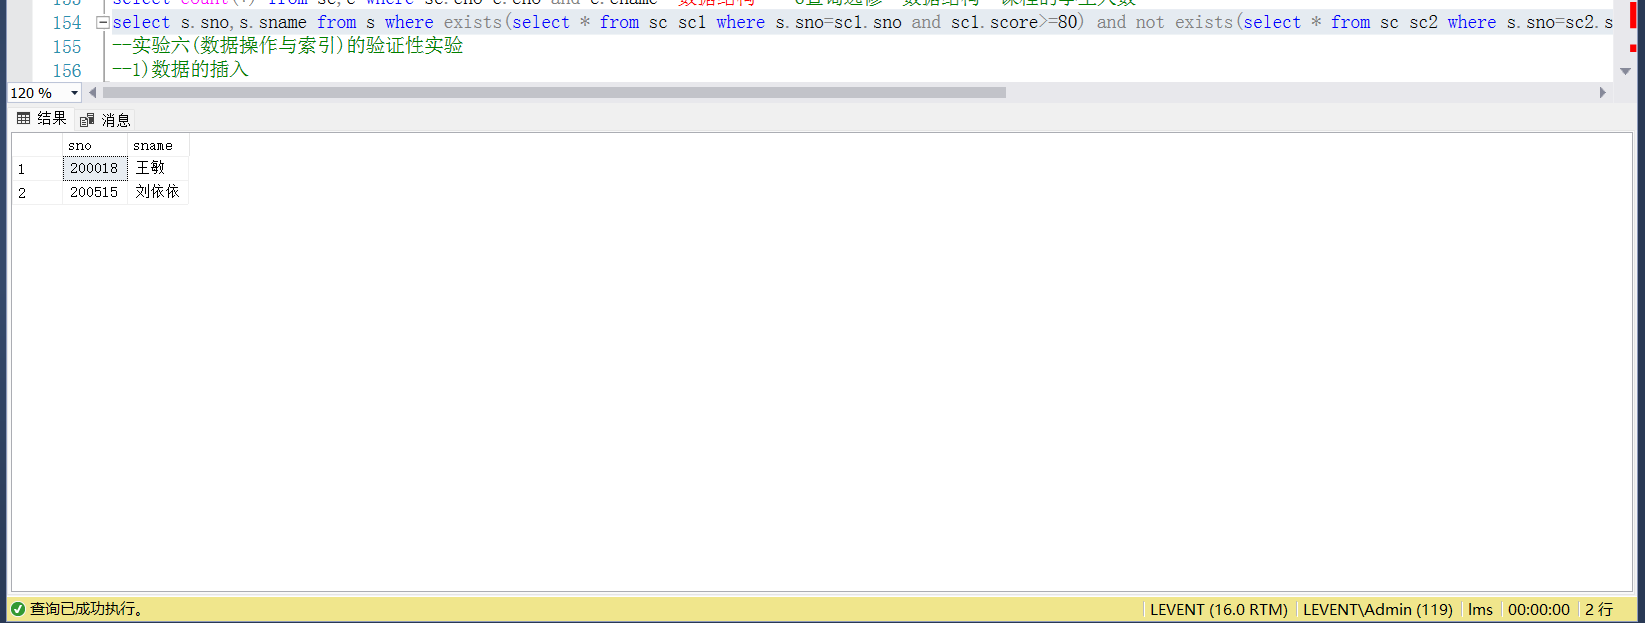 154 select s.sno,s.sname from s where exists(select * from sc sc1 where s.sno=sc1.sno and sc1.score>=80) and not exists(select * from sc sc2 where s.sno=sc2.s
155 --实验六(数据操作与索引)的验证性实验
156 --1)数据的插入
120 %
结果 消息
sno sname
1 200018 王敏
2 200515 刘依依
查询已成功执行。 LEVENT (16.0 RTM) LEVENT\Admin (119) lms 00:00:00 2 行